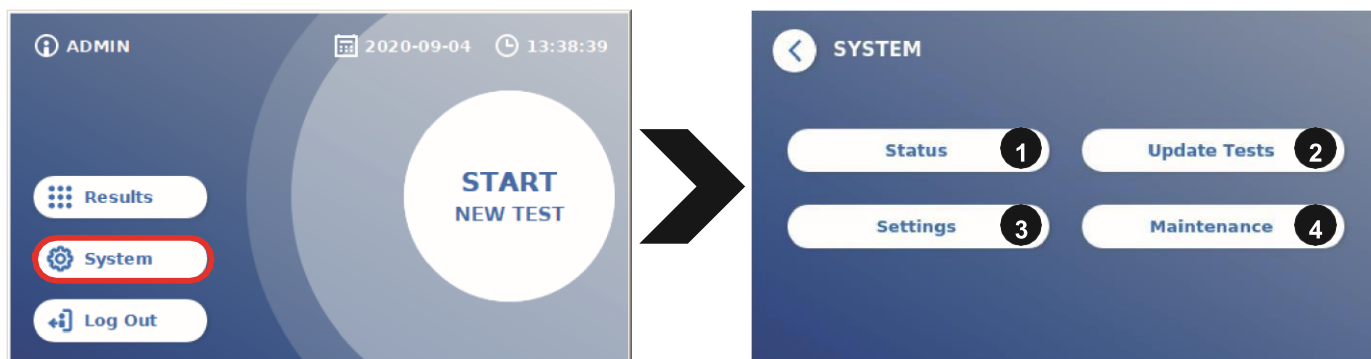 ADMIN 2020-09-04 13:38:39
START
NEW TEST
Results
System
Log Out
SYSTEM
Status 1
Update Tests 2
Settings 3
Maintenance 4